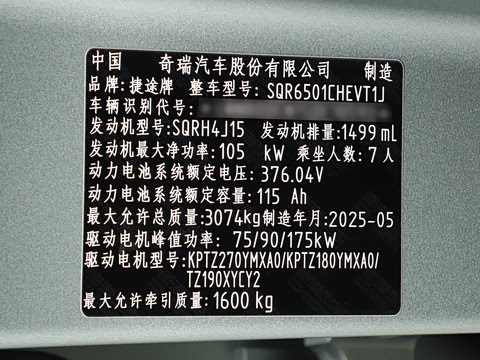 中国 奇瑞汽车股份有限公司 制造
品牌:捷途牌 整车型号:SQR6501CHEVT1J
车辆识别代号:
发动机型号:SQRH4J15 发动机排量:1499 mL
发动机最大净功率:105 kW 乘坐人数:7 人
动力电池系统额定电压:376.04V
动力电池系统额定容量:115 Ah
最大允许总质量:3074kg制造年月:2025-05
驱动电机峰值功率: 75/90/175kW
驱动电机型号:KPTZ270YMXA0/KPTZ180YMXA0/
TZ190XYCY2
最大允许牵引质量:1600 kg